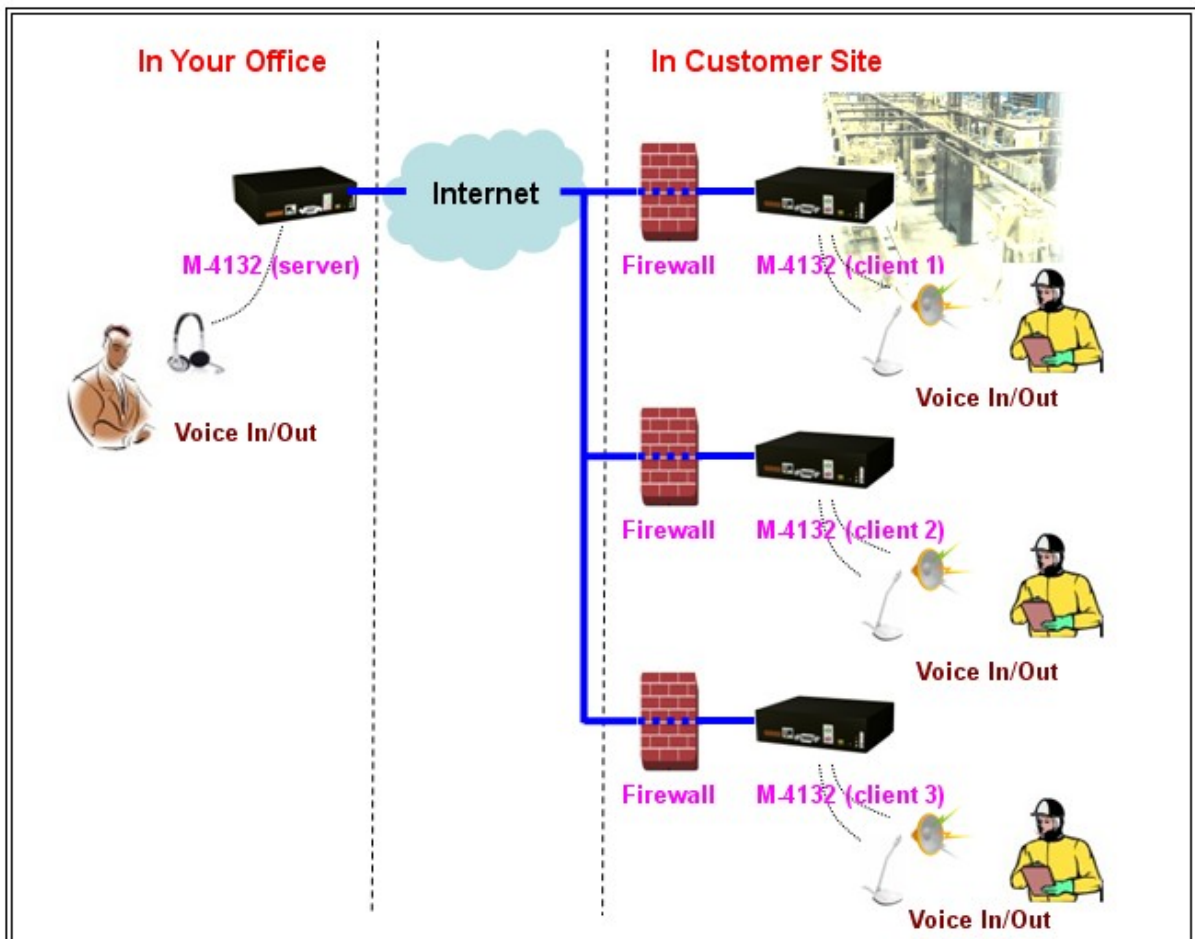 In Your Office
In Customer Site
Internet
M-4132 (server)
Firewall
M-4132 (client 1)
Voice In/Out
Voice In/Out
Firewall
M-4132 (client 2)
Voice In/Out
Firewall
M-4132 (client 3)
Voice In/Out